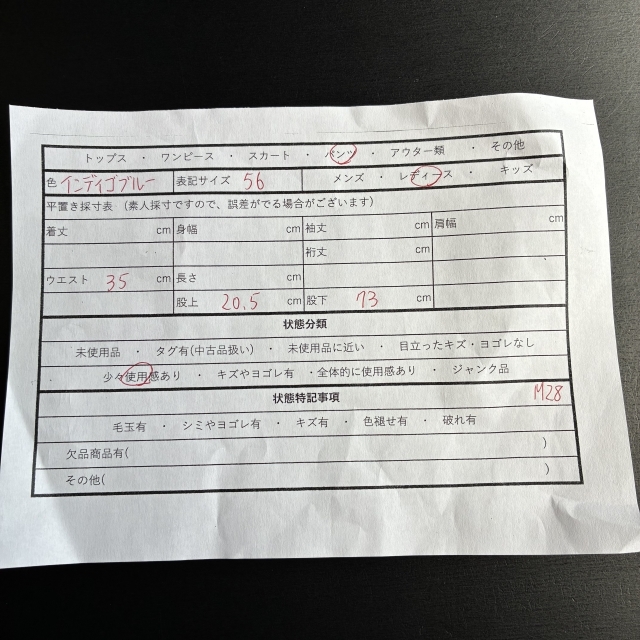 トップス ・ ワンピース ・ スカート ・ パンツ ・ アウター類 ・ その他
色 インディゴブルー 表記サイズ 56 メンズ ・ レディース ・ キッズ
平置き採寸表 (素人採寸ですので、誤差がでる場合がございます)
着丈 cm 身幅 cm 袖丈 cm 肩幅 cm
裄丈 cm
ウエスト 35 cm 長さ cm
股上 20.5 cm 股下 73 cm
状態分類
未使用品 ・ タグ有(中古品扱い) ・ 未使用品に近い ・ 目立ったキズ・ヨゴレなし
少々使用感あり ・ キズやヨゴレ有 ・全体的に使用感あり ・ ジャンク品
状態特記事項 M28
毛玉有 ・ シミやヨゴレ有 ・ キズ有 ・ 色褪せ有 ・ 破れ有
欠品商品有( )
その他( )